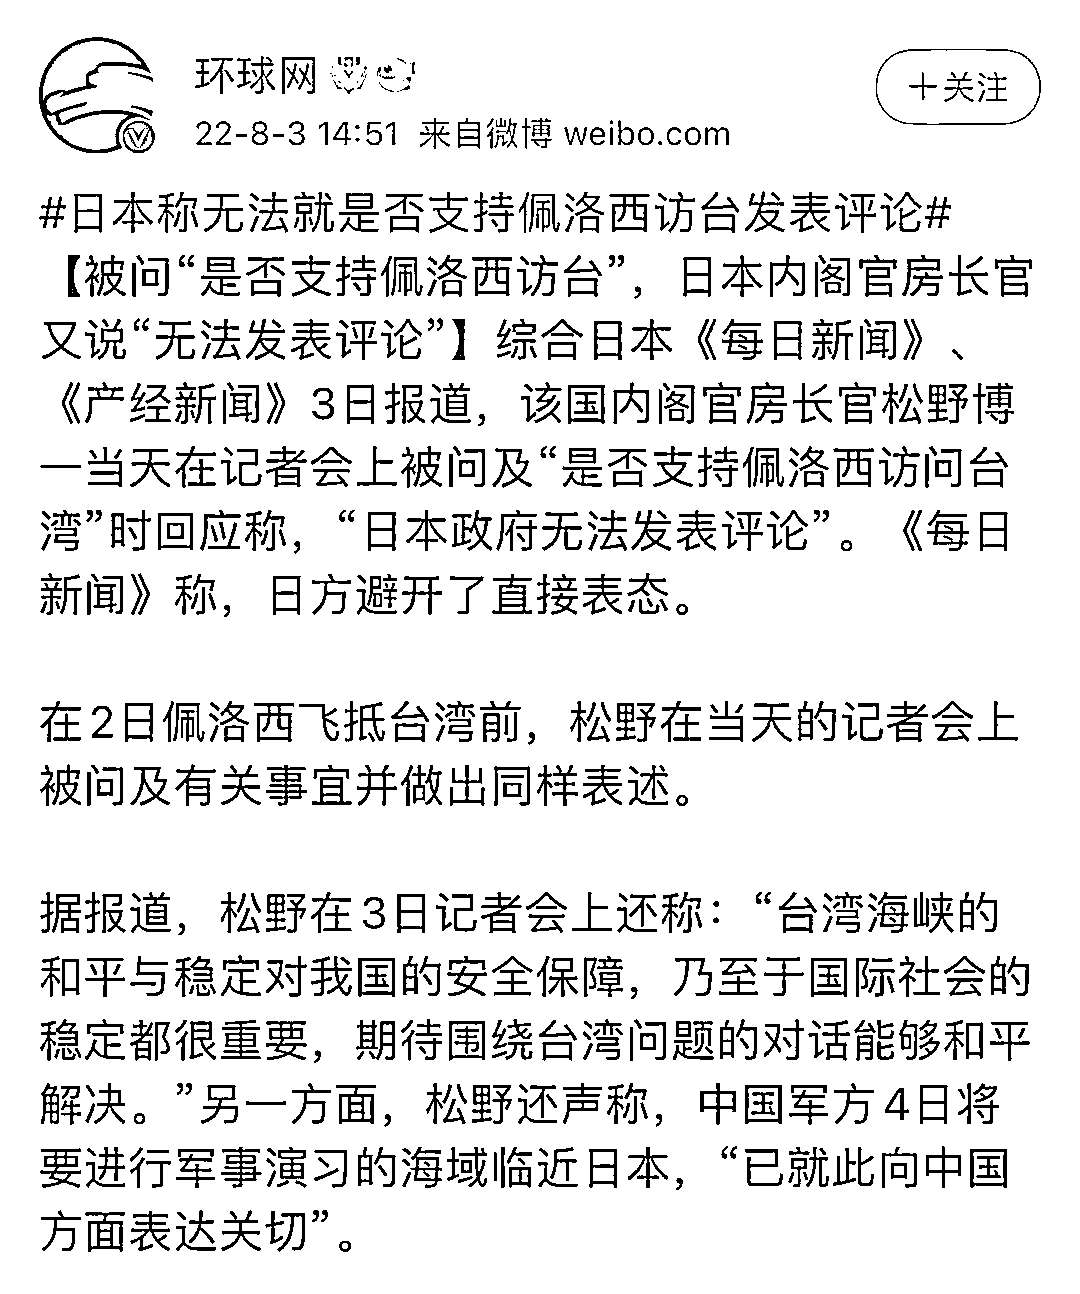 环球网
22-8-3 14:51 来自微博 weibo.com
+关注
#日本称无法就是否支持佩洛西访台发表评论#
【被问“是否支持佩洛西访台”，日本内阁官房长官
又说“无法发表评论”】综合日本《每日新闻》、
《产经新闻》3日报道，该国内阁官房长官松野博
一当天在记者会上被问及“是否支持佩洛西访问台
湾”时回应称，“日本政府无法发表评论”。《每日
新闻》称，日方避开了直接表态。
在2日佩洛西飞抵台湾前，松野在当天的记者会上
被问及有关事宜并做出同样表述。
据报道，松野在3日记者会上还称：“台湾海峡的
和平与稳定对我国的安全保障，乃至于国际社会的
稳定都很重要，期待围绕台湾问题的对话能够和平
解决。”另一方面，松野还声称，中国军方4日将
要进行军事演习的海域临近日本，“已就此向中国
方面表达关切”。